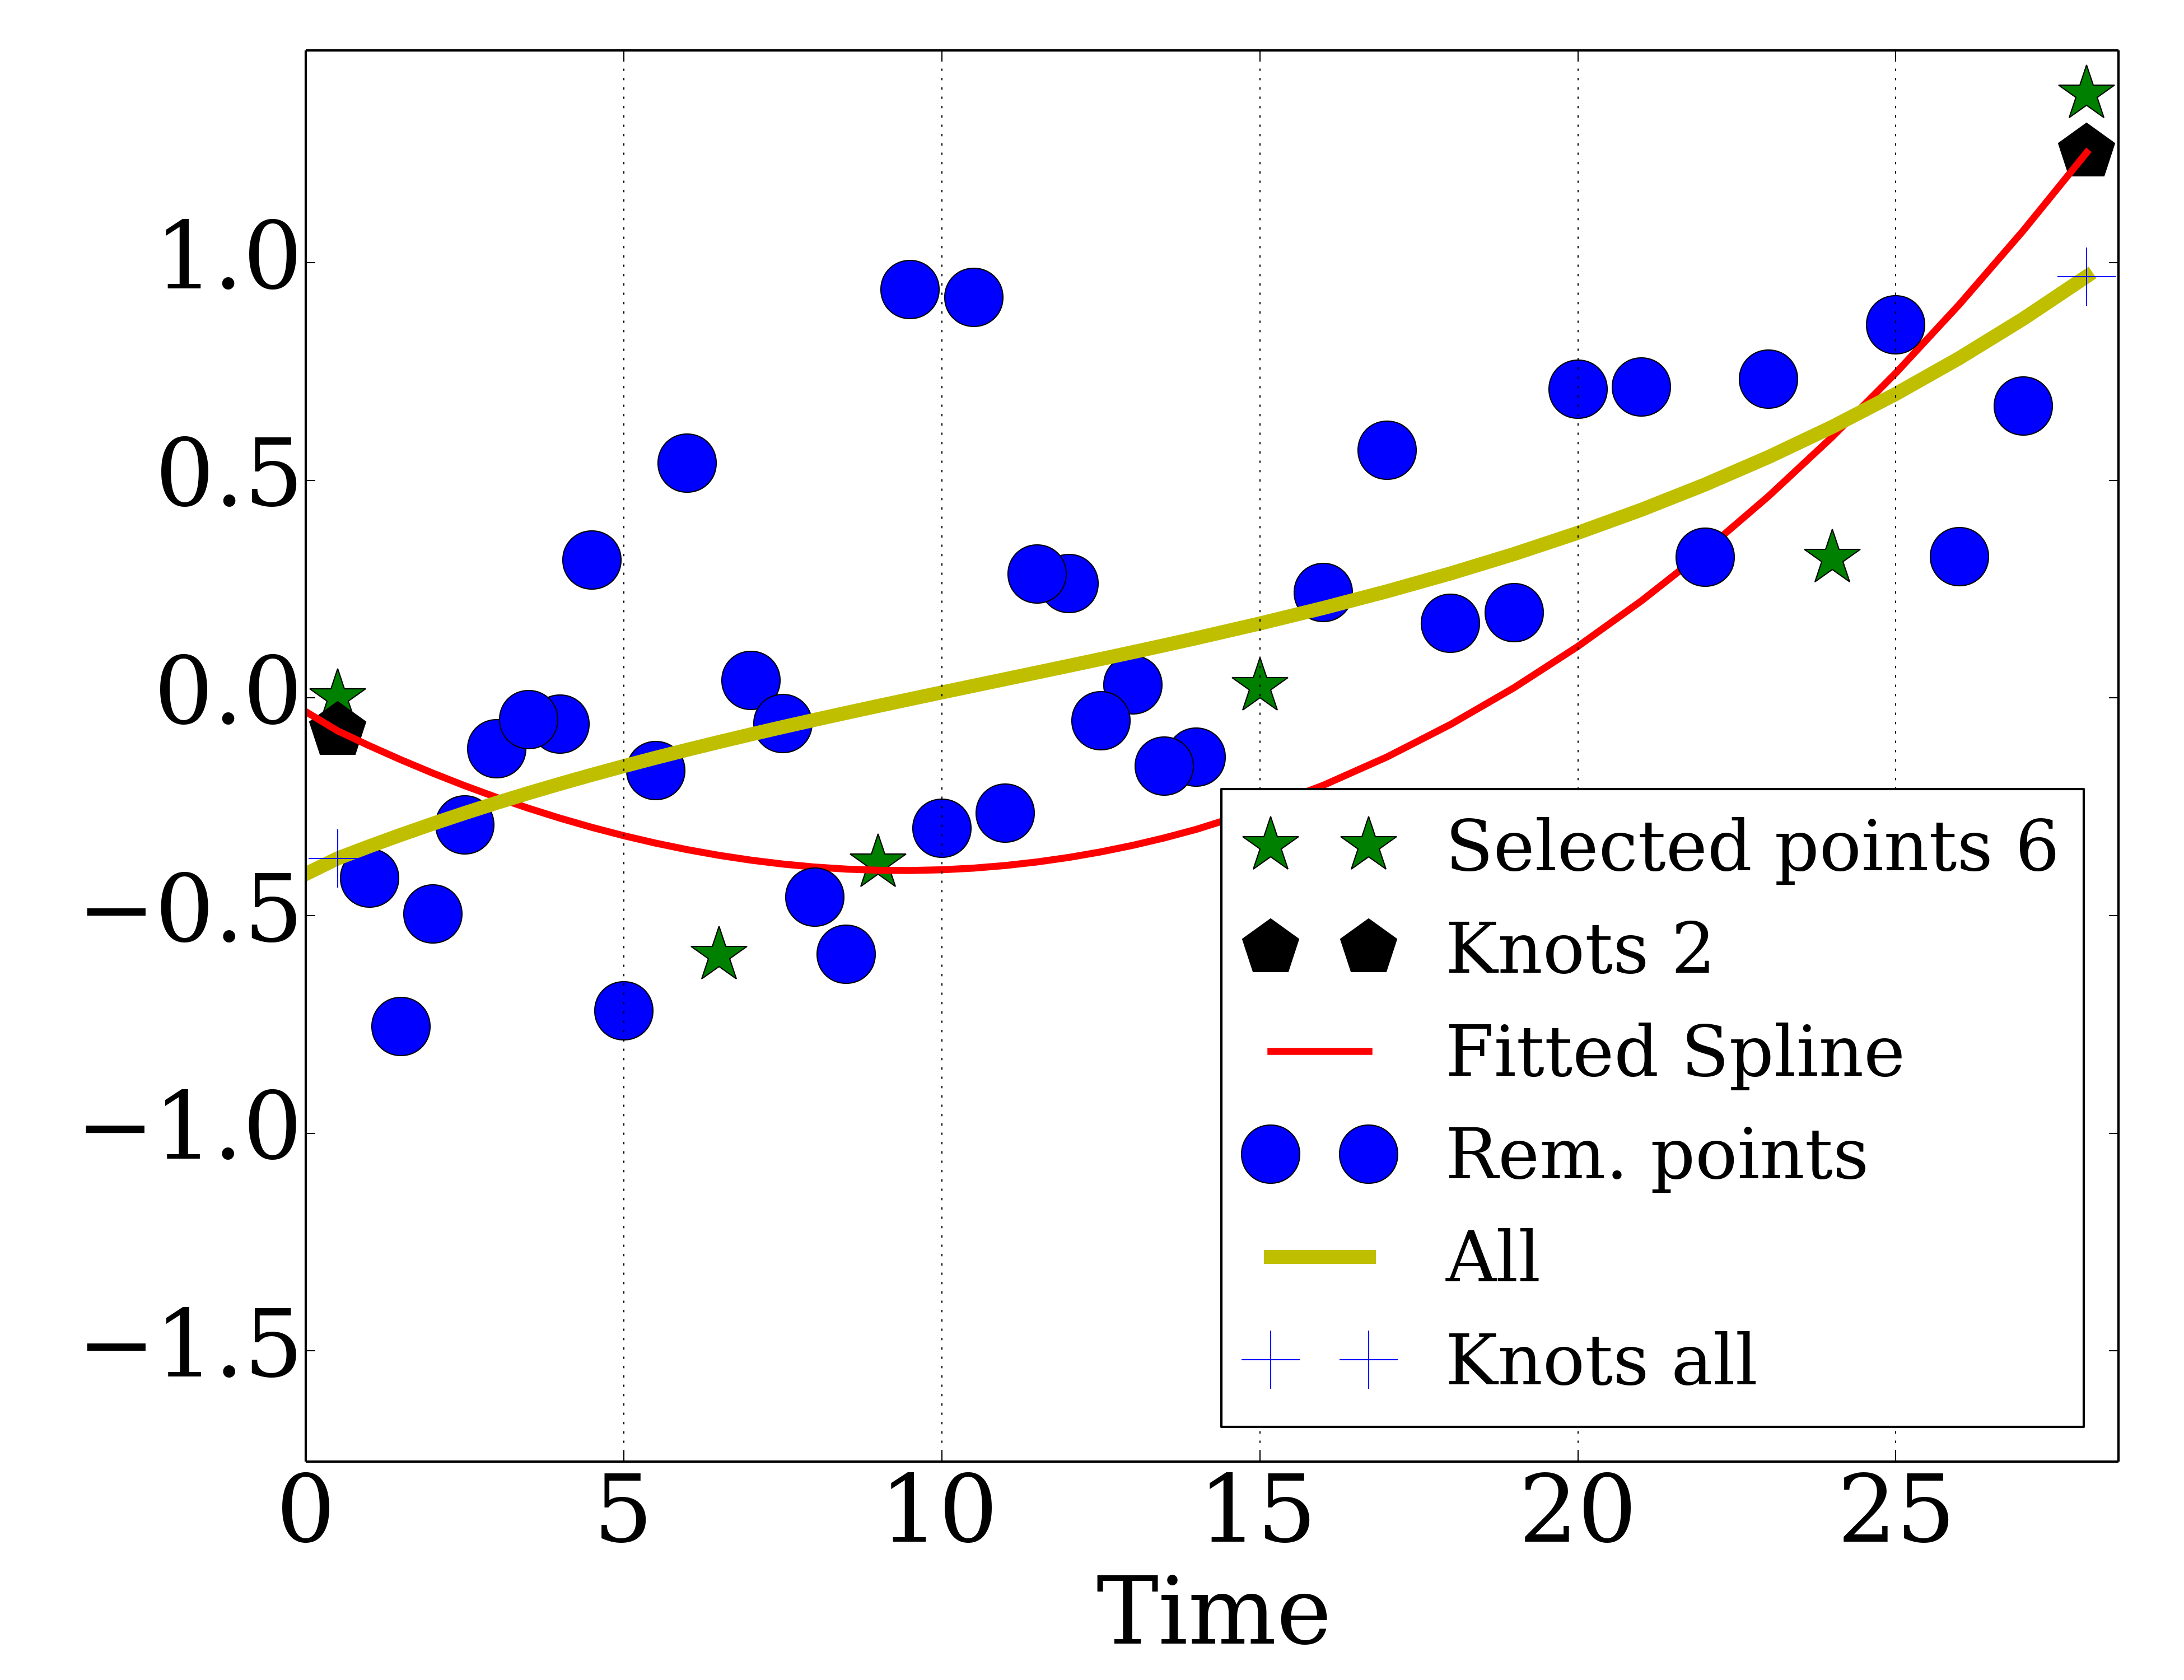 1.0
0.5
0.0
−0.5
−1.0
−1.5
Selected points 6
Knots 2
Fitted Spline
Rem. points
All
Knots all
0 5 10 15 20 25
Time